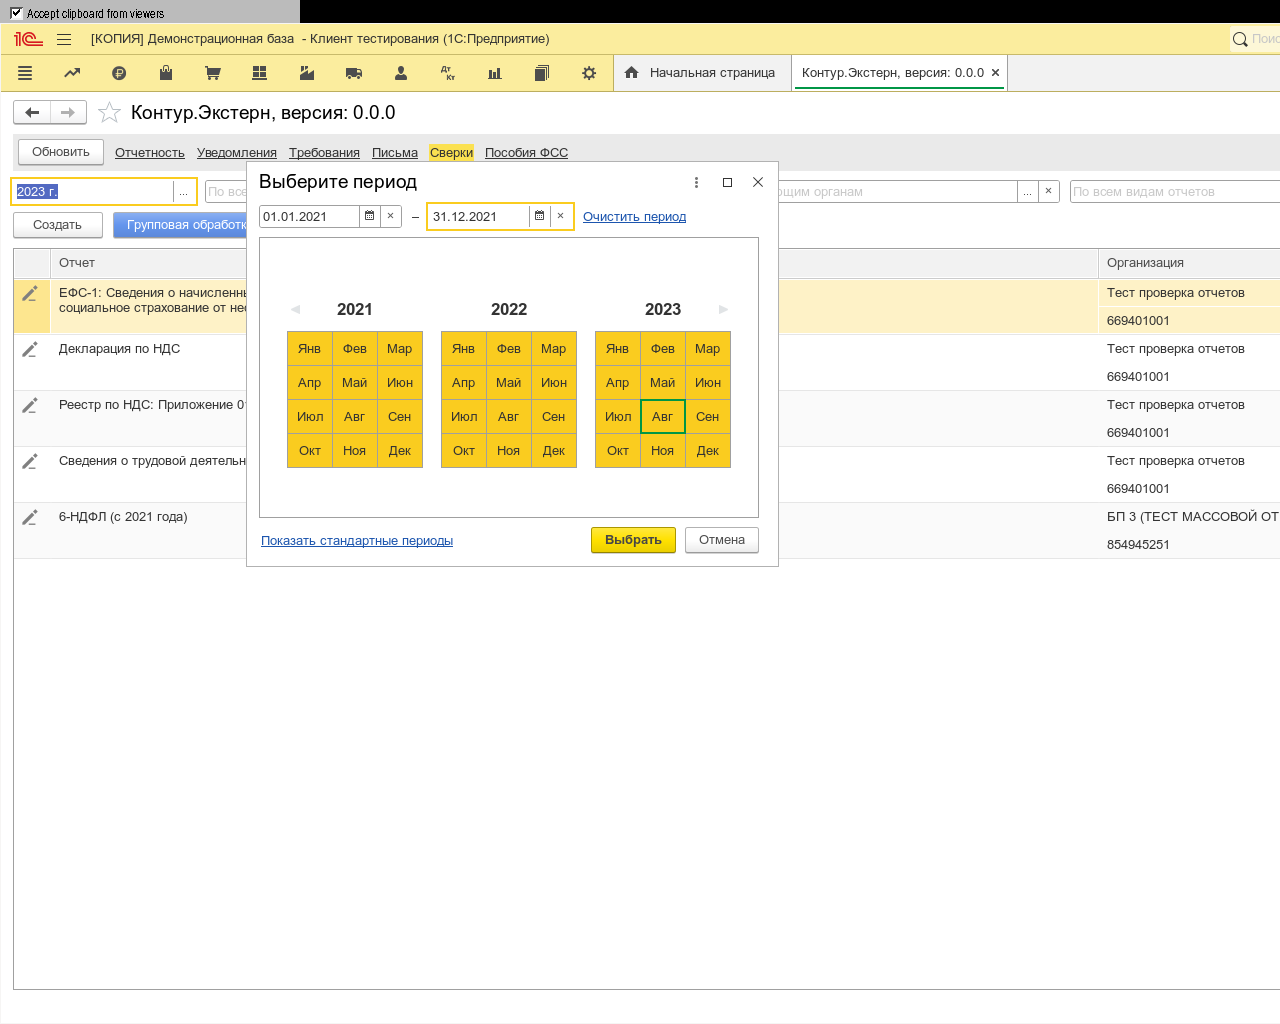 Accept clipboard from viewers
1С [КОПИЯ] Демонстрационная база - Клиент тестирования (1С:Предприятие)
Дт Кт Начальная страница Контур.Экстерн, версия: 0.0.0 ×
Контур.Экстерн, версия: 0.0.0
Обновить Отчетность Уведомления Требования Письма Сверки Пособия ФСС
2023 г. ... ... × По всем видам отчетов
Создать Групповая обработк
Отчет Организация
ЕФС-1: Сведения о начисленн
социальное страхование от
Тест проверка отчетов
669401001
Декларация по НДС Тест проверка отчетов
669401001
Реестр по НДС: Приложение Тест проверка отчетов
669401001
Сведения о трудовой деятельн Тест проверка отчетов
669401001
6-НДФЛ (с 2021 года) БП 3 (ТЕСТ МАССОВОЙ ОТ
854945251
Выберите период
01.01.2021 × – 31.12.2021 × Очистить период
2021 2022 2023
Янв Фев Мар Янв Фев Мар Янв Фев Мар
Апр Май Июн Апр Май Июн Апр Май Июн
Июл Авг Сен Июл Авг Сен Июл Авг Сен
Окт Ноя Дек Окт Ноя Дек Окт Ноя Дек
Показать стандартные периоды Выбрать Отмена